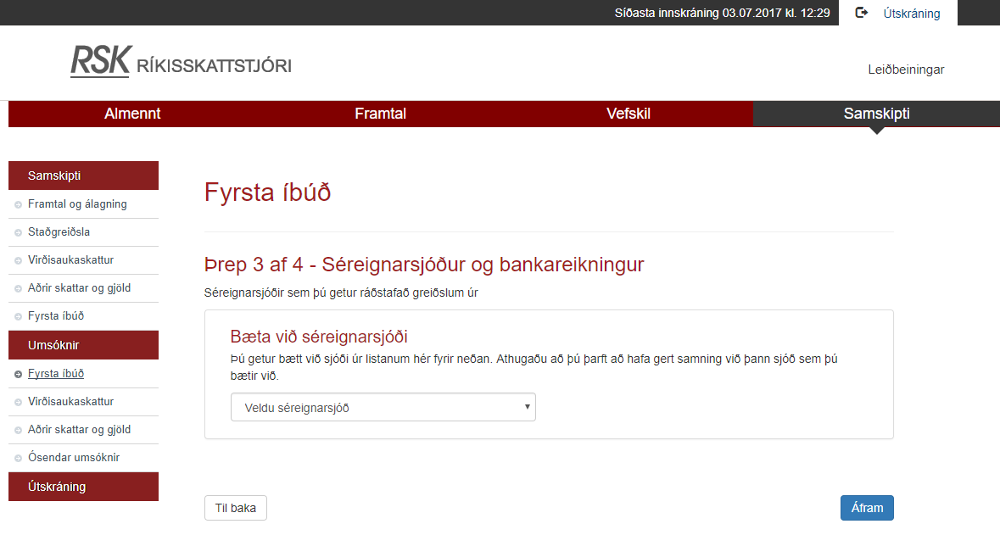 Síðasta innskráning 03.07.2017 kl. 12:29
Útskráning
RSK RÍKISSKATTSTJÓRI
Leiðbeiningar
Almennt
Framtal
Vefskil
Samskipti
Samskipti
Framtal og álagning
Staðgreiðsla
Virðisaukaskattur
Aðrir skattar og gjöld
Fyrsta íbúð
Umsóknir
Fyrsta íbúð
Virðisaukaskattur
Aðrir skattar og gjöld
Ósendar umsóknir
Útskráning
Fyrsta íbúð
Þrep 3 af 4 - Séreignarsjóður og bankareikningur
Séreignarsjóðir sem þú getur ráðstafað greiðslum úr
Bæta við séreignarsjóði
Þú getur bætt við sjóði úr listanum hér fyrir neðan. Athugaðu að þú þarft að hafa gert samning við þann sjóð sem þú
bætir við.
Veldu séreignarsjóð
Til baka
Áfram